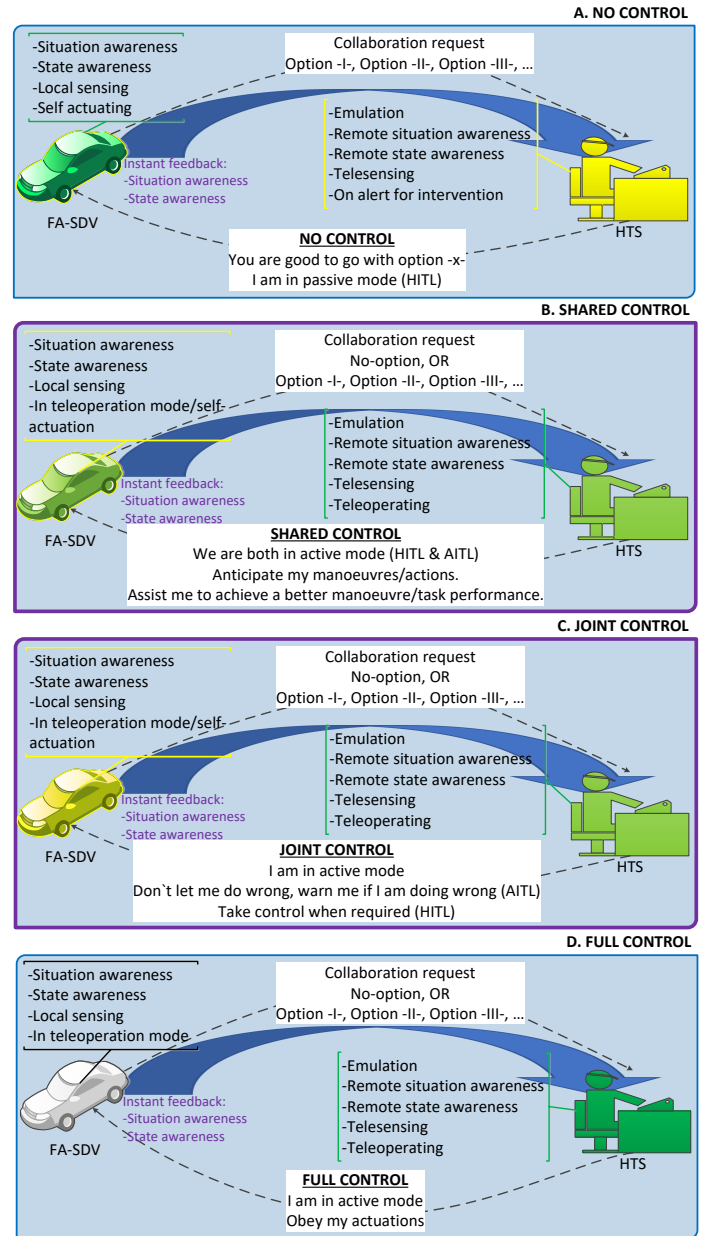 A. NO CONTROL
-Situation awareness
-State awareness
-Local sensing
-Self actuating
Collaboration request
Option -I-, Option -II-, Option -III-, ...
-Emulation
-Remote situation awareness
-Remote state awareness
-Telesensing
-On alert for intervention
Instant feedback:
-Situation awareness
-State awareness
FA-SDV
HTS
NO CONTROL
You are good to go with option -x-
I am in passive mode (HITL)
B. SHARED CONTROL
-Situation awareness
-State awareness
-Local sensing
-In teleoperation mode/self-
actuation
Collaboration request
No-option, OR
Option -I-, Option -II-, Option -III-, ...
-Emulation
-Remote situation awareness
-Remote state awareness
-Telesensing
-Teleoperating
Instant feedback:
-Situation awareness
-State awareness
FA-SDV
HTS
SHARED CONTROL
We are both in active mode (HITL & AITL)
Anticipate my manoeuvres/actions.
Assist me to achieve a better manoeuvre/task performance.
C. JOINT CONTROL
-Situation awareness
-State awareness
-Local sensing
-In teleoperation mode/self-
actuation
Collaboration request
No-option, OR
Option -I-, Option -II-, Option -III-, ...
-Emulation
-Remote situation awareness
-Remote state awareness
-Telesensing
-Teleoperating
Instant feedback:
-Situation awareness
-State awareness
FA-SDV
HTS
JOINT CONTROL
I am in active mode
Don`t let me do wrong, warn me if I am doing wrong (AITL)
Take control when required (HITL)
D. FULL CONTROL
-Situation awareness
-State awareness
-Local sensing
-In teleoperation mode
Collaboration request
No-option, OR
Option -I-, Option -II-, Option -III-, ...
-Emulation
-Remote situation awareness
-Remote state awareness
-Telesensing
-Teleoperating
Instant feedback:
-Situation awareness
-State awareness
FA-SDV
HTS
FULL CONTROL
I am in active mode
Obey my actuations